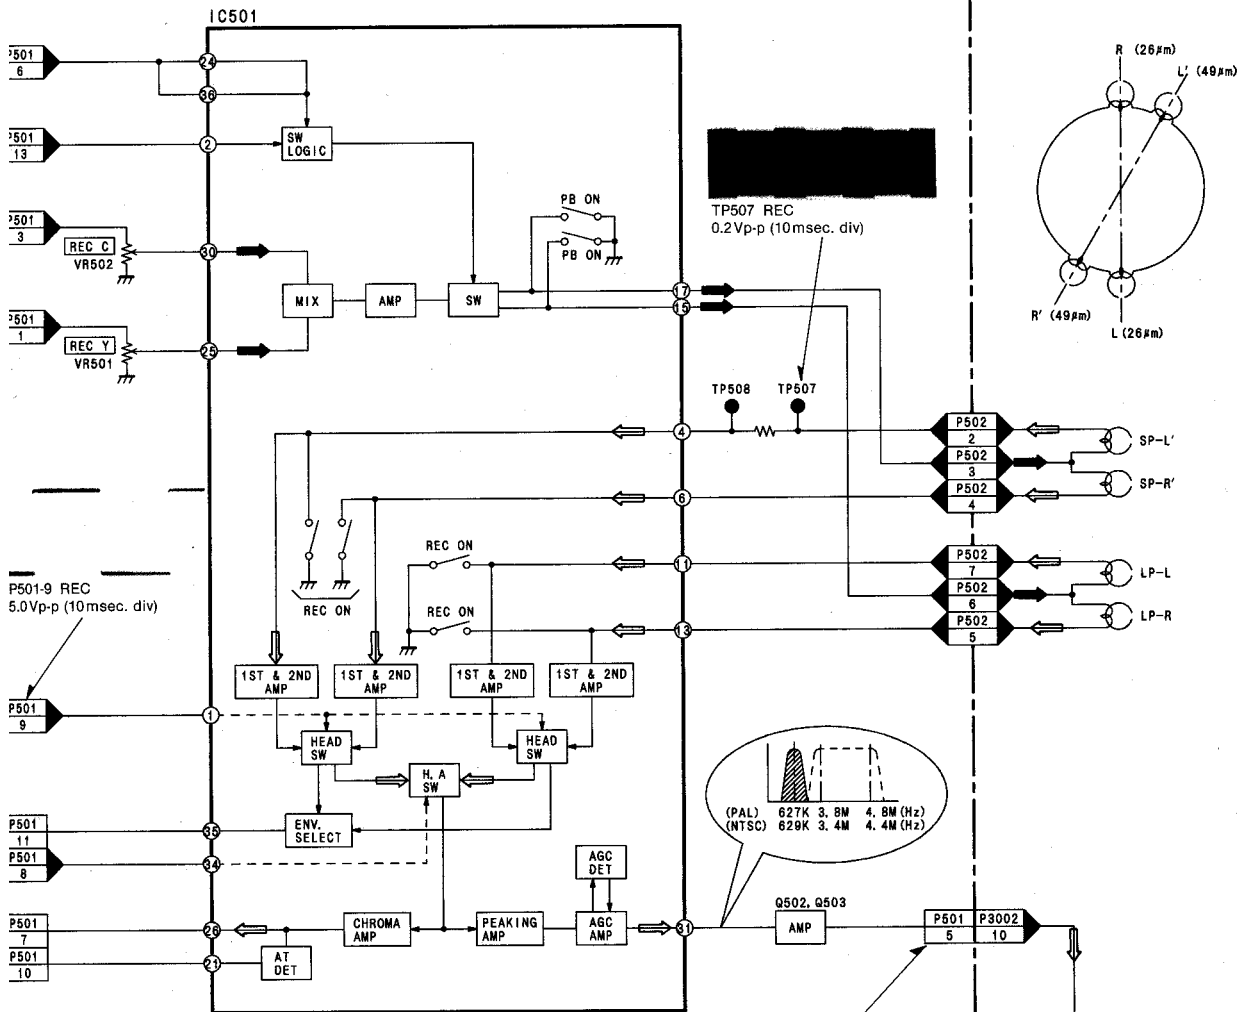 IC501
P501
6
24
36
P501
13
2
SW
LOGIC
P501
3
REC C
VR502
30
P501
1
REC Y
VR501
25
MIX
AMP
SW
PB ON
PB ON
17
15
TP507 REC
0.2Vp-p (10msec. div)
R (26μm)
L' (49μm)
R' (49μm)
L (26μm)
TP508
TP507
4
6
11
13
P502
2
P502
3
P502
4
SP-L'
SP-R'
P502
7
P502
6
P502
5
LP-L
LP-R
REC ON
REC ON
REC ON
P501-9 REC
5.0Vp-p (10msec. div)
1ST & 2ND
AMP
1ST & 2ND
AMP
1ST & 2ND
AMP
1ST & 2ND
AMP
P501
9
1
HEAD
SW
HEAD
SW
H.A
SW
ENV.
SELECT
P501
11
35
P501
8
34
(PAL) 627K 3.8M 4.8M(Hz)
(NTSC) 629K 3.4M 4.4M(Hz)
AGC
DET
P501
7
26
CHROMA
AMP
PEAKING
AMP
AGC
AMP
31
Q502, Q503
AMP
P501
5
P3002
10
P501
10
21
AT
DET